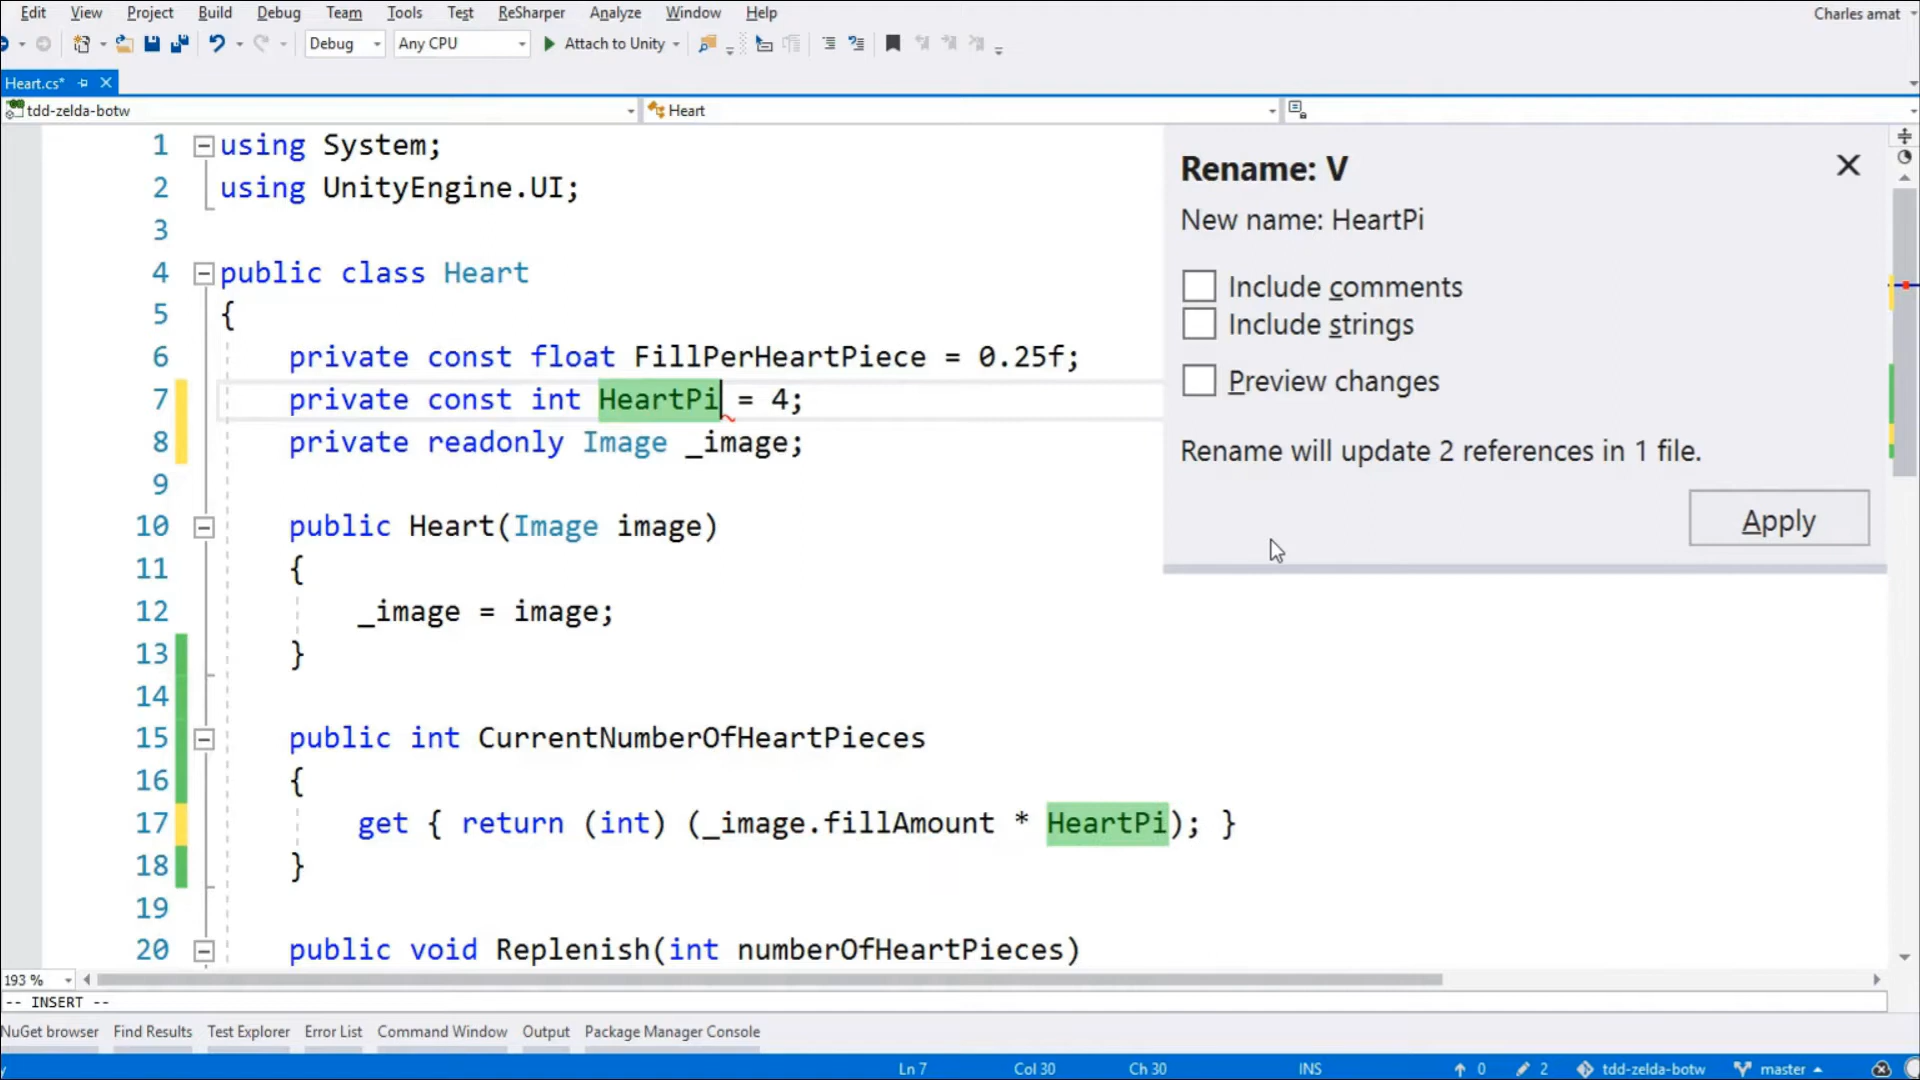 Edit View Project Build Debug Team Tools Test ReSharper Analyze Window Help Charles amat
Debug Any CPU Attach to Unity
Heart.cs*
tdd-zelda-botw Heart
1 using System;
2 using UnityEngine.UI;
3
4 public class Heart
5 {
6 private const float FillPerHeartPiece = 0.25f;
7 private const int HeartPi = 4;
8 private readonly Image _image;
9
10 public Heart(Image image)
11 {
12 _image = image;
13 }
14
15 public int CurrentNumberOfHeartPieces
16 {
17 get { return (int) (_image.fillAmount * HeartPi); }
18 }
19
20 public void Replenish(int numberOfHeartPieces)
Rename: V
New name: HeartPi
Include comments
Include strings
Preview changes
Rename will update 2 references in 1 file.
Apply
193 %
-- INSERT --
NuGet browser Find Results Test Explorer Error List Command Window Output Package Manager Console
y Ln 7 Col 30 Ch 30 INS 0 2 tdd-zelda-botw master